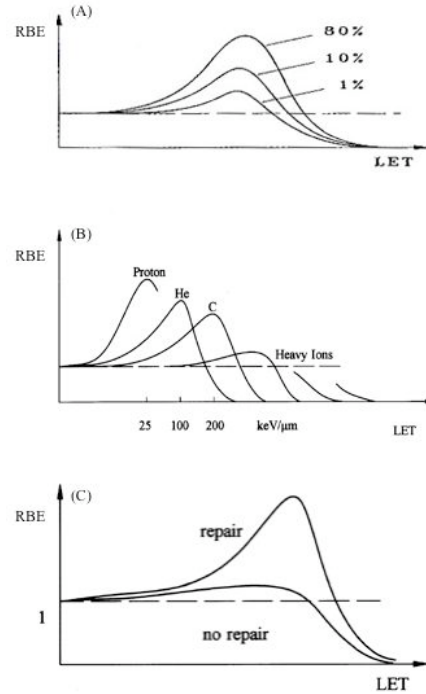 (A)
RBE
80%
10%
1%
LET
(B)
RBE
Proton
He
C
Heavy Ions
25 100 200 keV/μm LET
(C)
RBE
repair
1
no repair
LET